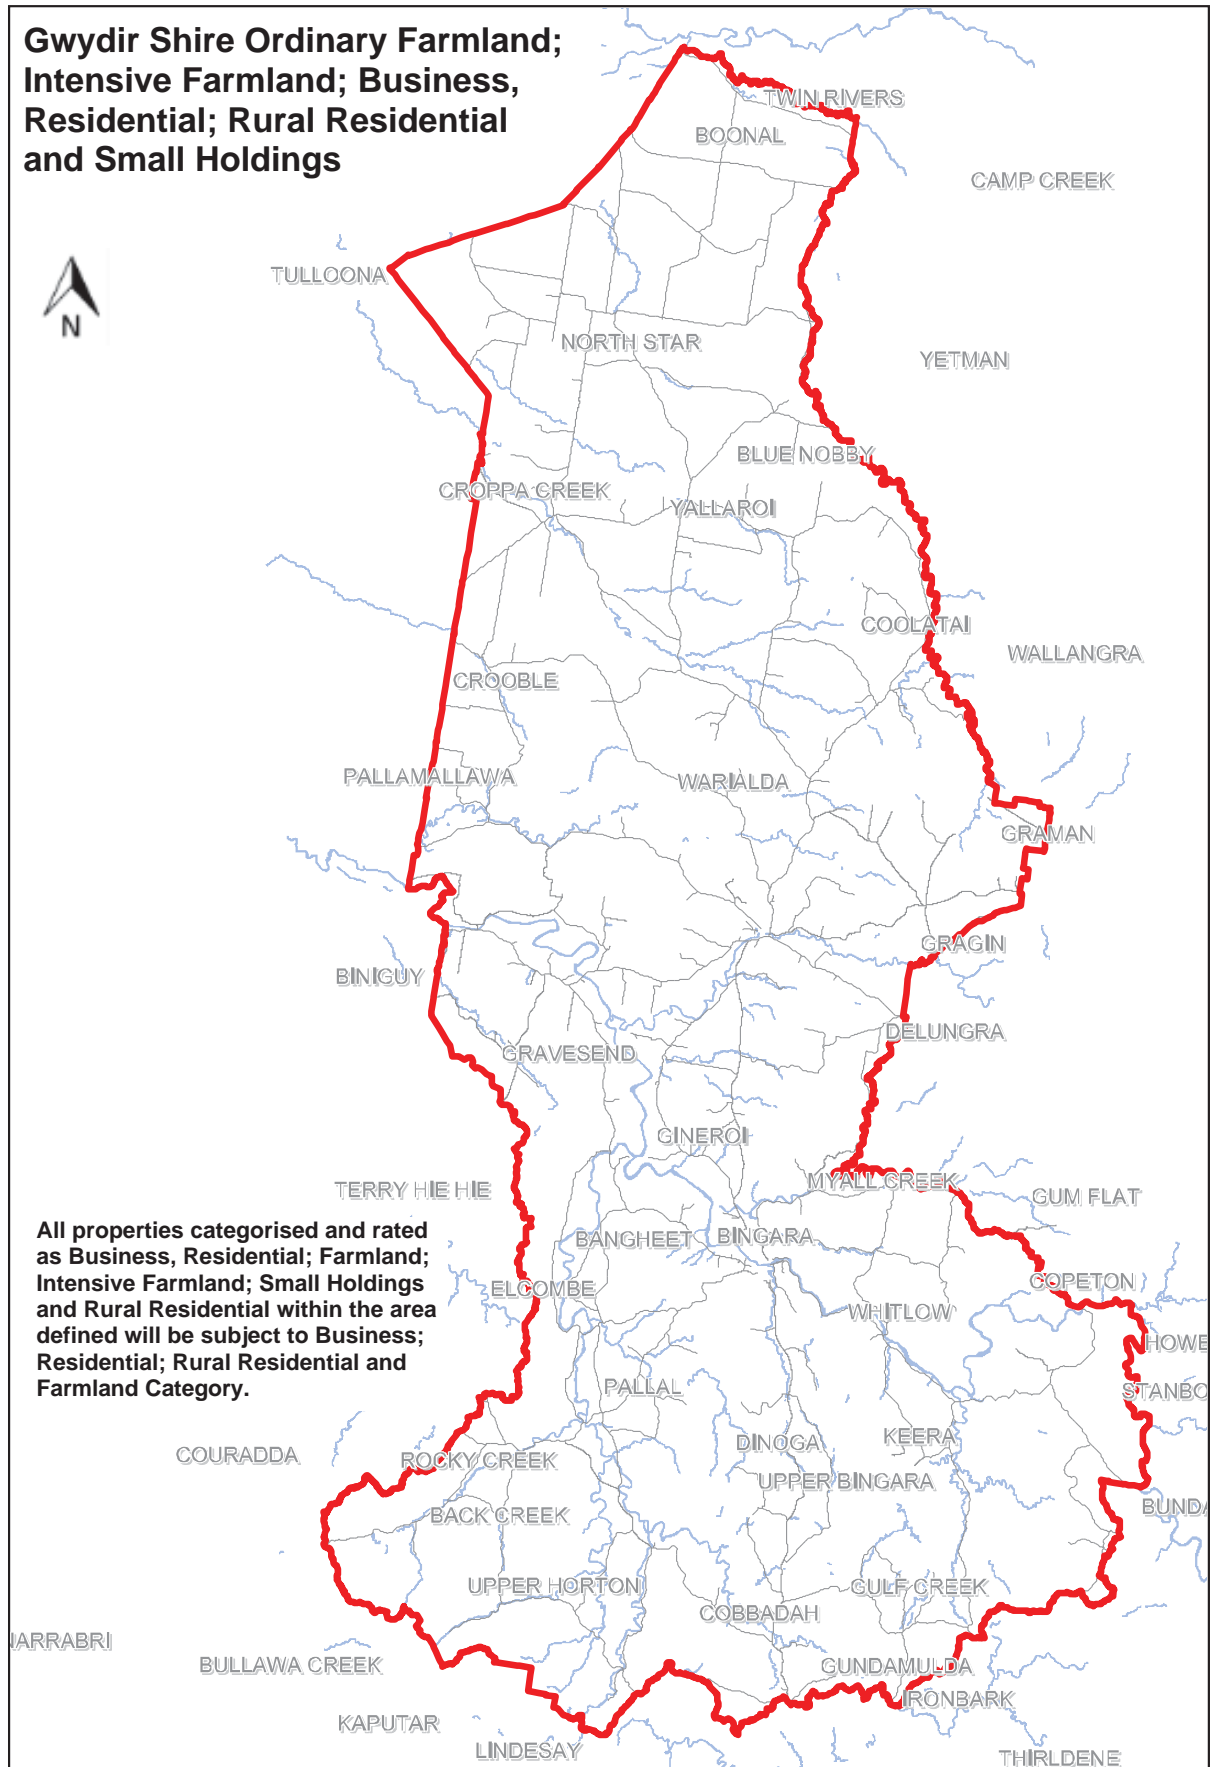 Gwydir Shire Ordinary Farmland;
Intensive Farmland; Business,
Residential; Rural Residential
and Small Holdings
TWIN RIVERS
BOONAL
CAMP CREEK
TULLOONA
N
NORTH STAR
YETMAN
BLUE NOBBY
CROPPA CREEK
YALLAROI
COOLATAI
WALLANGRA
CROOBLE
PALLAMALLAWA
WARIALDA
GRAMAN
GRAGIN
BINIGUY
DELUNGRA
GRAVESEND
GINEROI
MYALL CREEK
TERRY HIE HIE
GUM FLAT
All properties categorised and rated
as Business, Residential; Farmland;
Intensive Farmland; Small Holdings
and Rural Residential within the area
defined will be subject to Business;
Residential; Rural Residential and
Farmland Category.
BANGHEET
BINGARA
ELCOMBE
COPETON
WHITLOW
HOWE
PALLAL
STANBO
DINOGA
KEERA
COURADDA
ROCKY CREEK
UPPER BINGARA
BACK CREEK
BUNDA
UPPER HORTON
GULF CREEK
COBBADAH
NARRABRI
BULLAWA CREEK
GUNDAMULDA
IRONBARK
KAPUTAR
LINDESAY
THIRLDENE